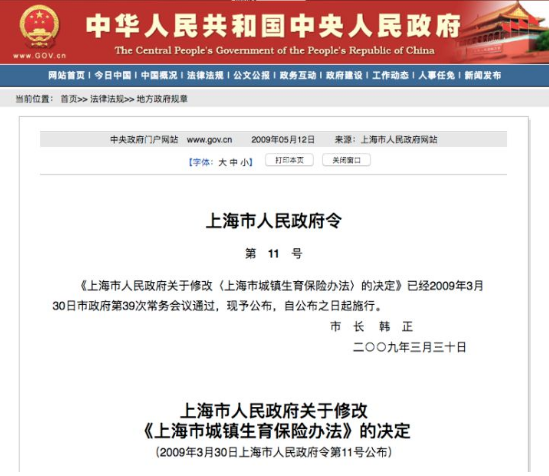 中华人民共和国中央人民政府
www.GOV.cn
The Central People's Government of the People's Republic of China
网站首页 | 今日中国 | 中国概况 | 法律法规 | 公文公报 | 政务互动 | 政府建设 | 工作动态 | 人事任免 | 新闻发布
当前位置: 首页>> 法律法规>> 地方政府规章
中央政府门户网站 www.gov.cn 2009年05月12日 来源:上海市人民政府网站
【字体:大 中 小】 打印本页 关闭窗口
上海市人民政府令
第 11 号
《上海市人民政府关于修改〈上海市城镇生育保险办法〉的决定》已经2009年3月
30日市政府第39次常务会议通过,现予公布,自公布之日起施行。
市 长 韩 正
二〇〇九年三月三十日
上海市人民政府关于修改
《上海市城镇生育保险办法》的决定
(2009年3月30日上海市人民政府令第11号公布)